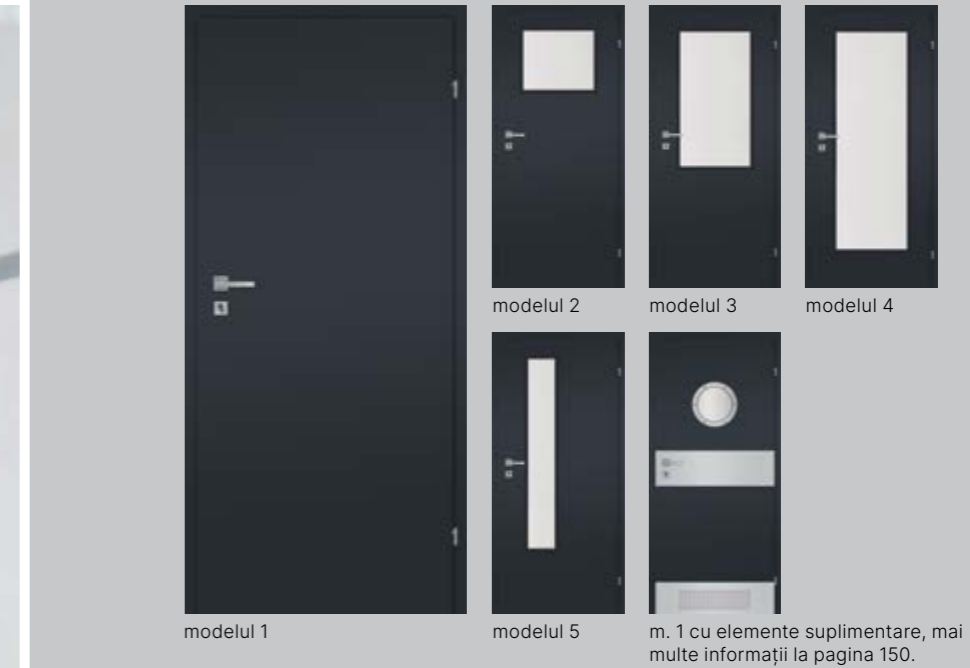 modelul 2
modelul 3
modelul 4
modelul 1
modelul 5
m. 1 cu elemente suplimentare, mai
multe informații la pagina 150.